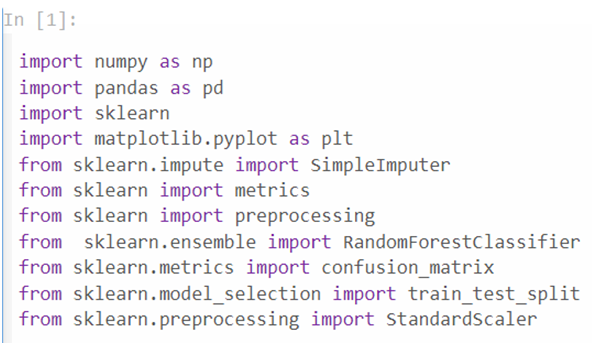 In [1]:
import numpy as np
import pandas as pd
import sklearn
import matplotlib.pyplot as plt
from sklearn.impute import SimpleImputer
from sklearn import metrics
from sklearn import preprocessing
from  sklearn.ensemble import RandomForestClassifier
from sklearn.metrics import confusion_matrix
from sklearn.model_selection import train_test_split
from sklearn.preprocessing import StandardScaler